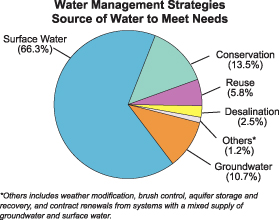 Water Management Strategies
Source of Water to Meet Needs
Surface Water
(66.3%)
Conservation
(13.5%)
Reuse
(5.8%)
Desalination
(2.5%)
Others*
(1.2%)
Groundwater
(10.7%)
*Others includes weather modification, brush control, aquifer storage and
recovery, and contract renewals from systems with a mixed supply of
groundwater and surface water.